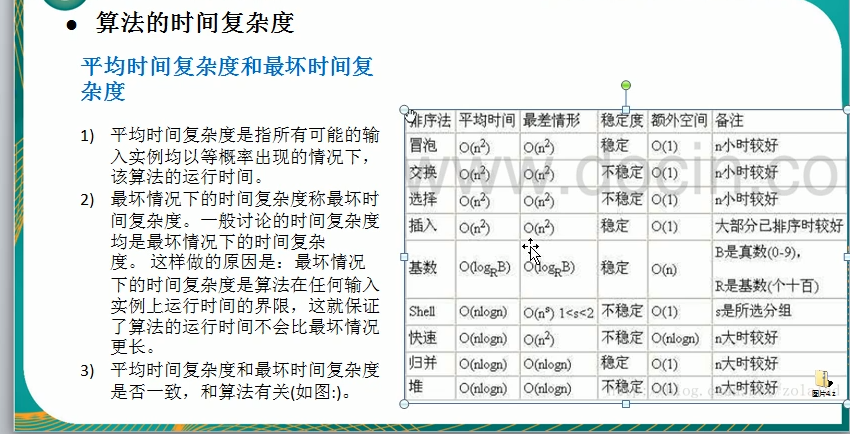 ● 算法的时间复杂度
平均时间复杂度和最坏时间复
杂度
1) 平均时间复杂度是指所有可能的输
入实例均以等概率出现的情况下，
该算法的运行时间。
2) 最坏情况下的时间复杂度称最坏时
间复杂度。一般讨论的时间复杂度
均是最坏情况下的时间复杂
度。 这样做的原因是：最坏情况
下的时间复杂度是算法在任何输入
实例上运行时间的界限，这就保证
了算法的运行时间不会比最坏情况
更长。
3) 平均时间复杂度和最坏时间复杂度
是否一致，和算法有关(如图:)。
排序法 平均时间 最差情形 稳定度 额外空间 备注
冒泡 O(n²) O(n²) 稳定 O(1) n小时较好
交换 O(n²) O(n²) 不稳定 O(1) n小时较好
选择 O(n²) O(n²) 不稳定 O(1) n小时较好
插入 O(n²) O(n²) 稳定 O(1) 大部分已排序时较好
基数 O(logRB) O(logRB) 稳定 O(n) B是真数(0-9)，
R是基数(个十百)
Shell O(nlogn) O(nˢ) 1<s<2 不稳定 O(1) s是所选分组
快速 O(nlogn) O(n²) 不稳定 O(nlogn) n大时较好
归并 O(nlogn) O(nlogn) 稳定 O(1) n大时较好
堆 O(nlogn) O(nlogn) 不稳定 O(1) n大时较好
www.docin.co